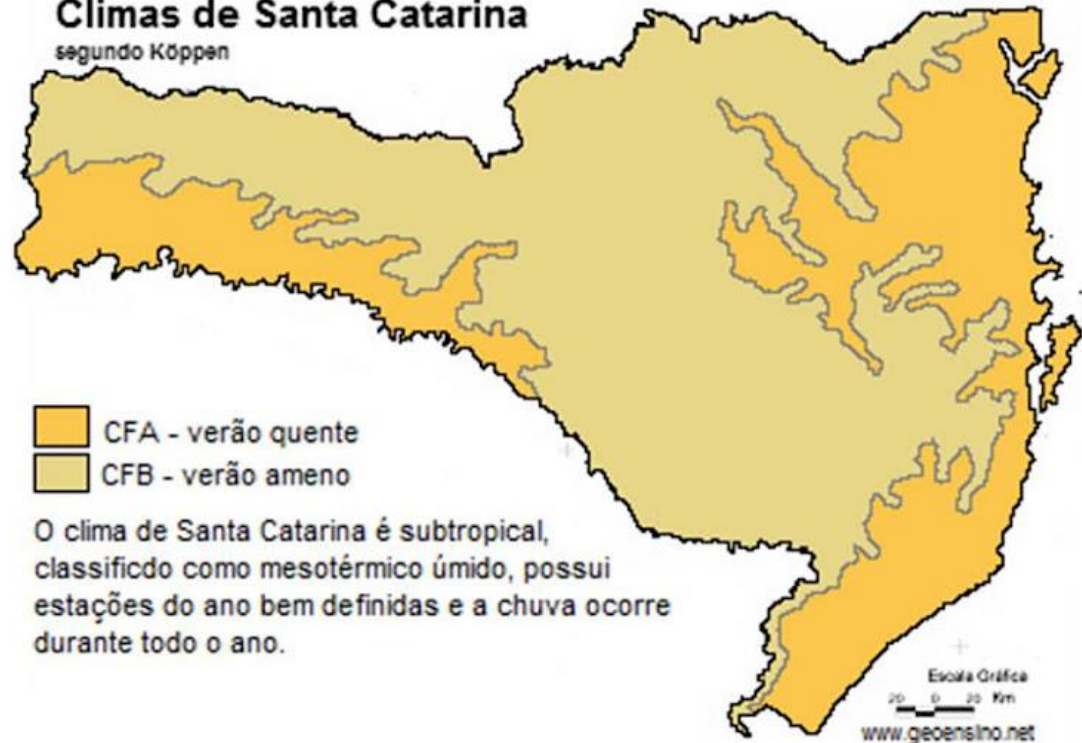 Climas de Santa Catarina
segundo Köppen
CFA - verão quente
CFB - verão ameno
O clima de Santa Catarina é subtropical,
classificdo como mesotérmico úmido, possui
estações do ano bem definidas e a chuva ocorre
durante todo o ano.
Escala Gráfica
20 0 20 Km
www.geoensino.net